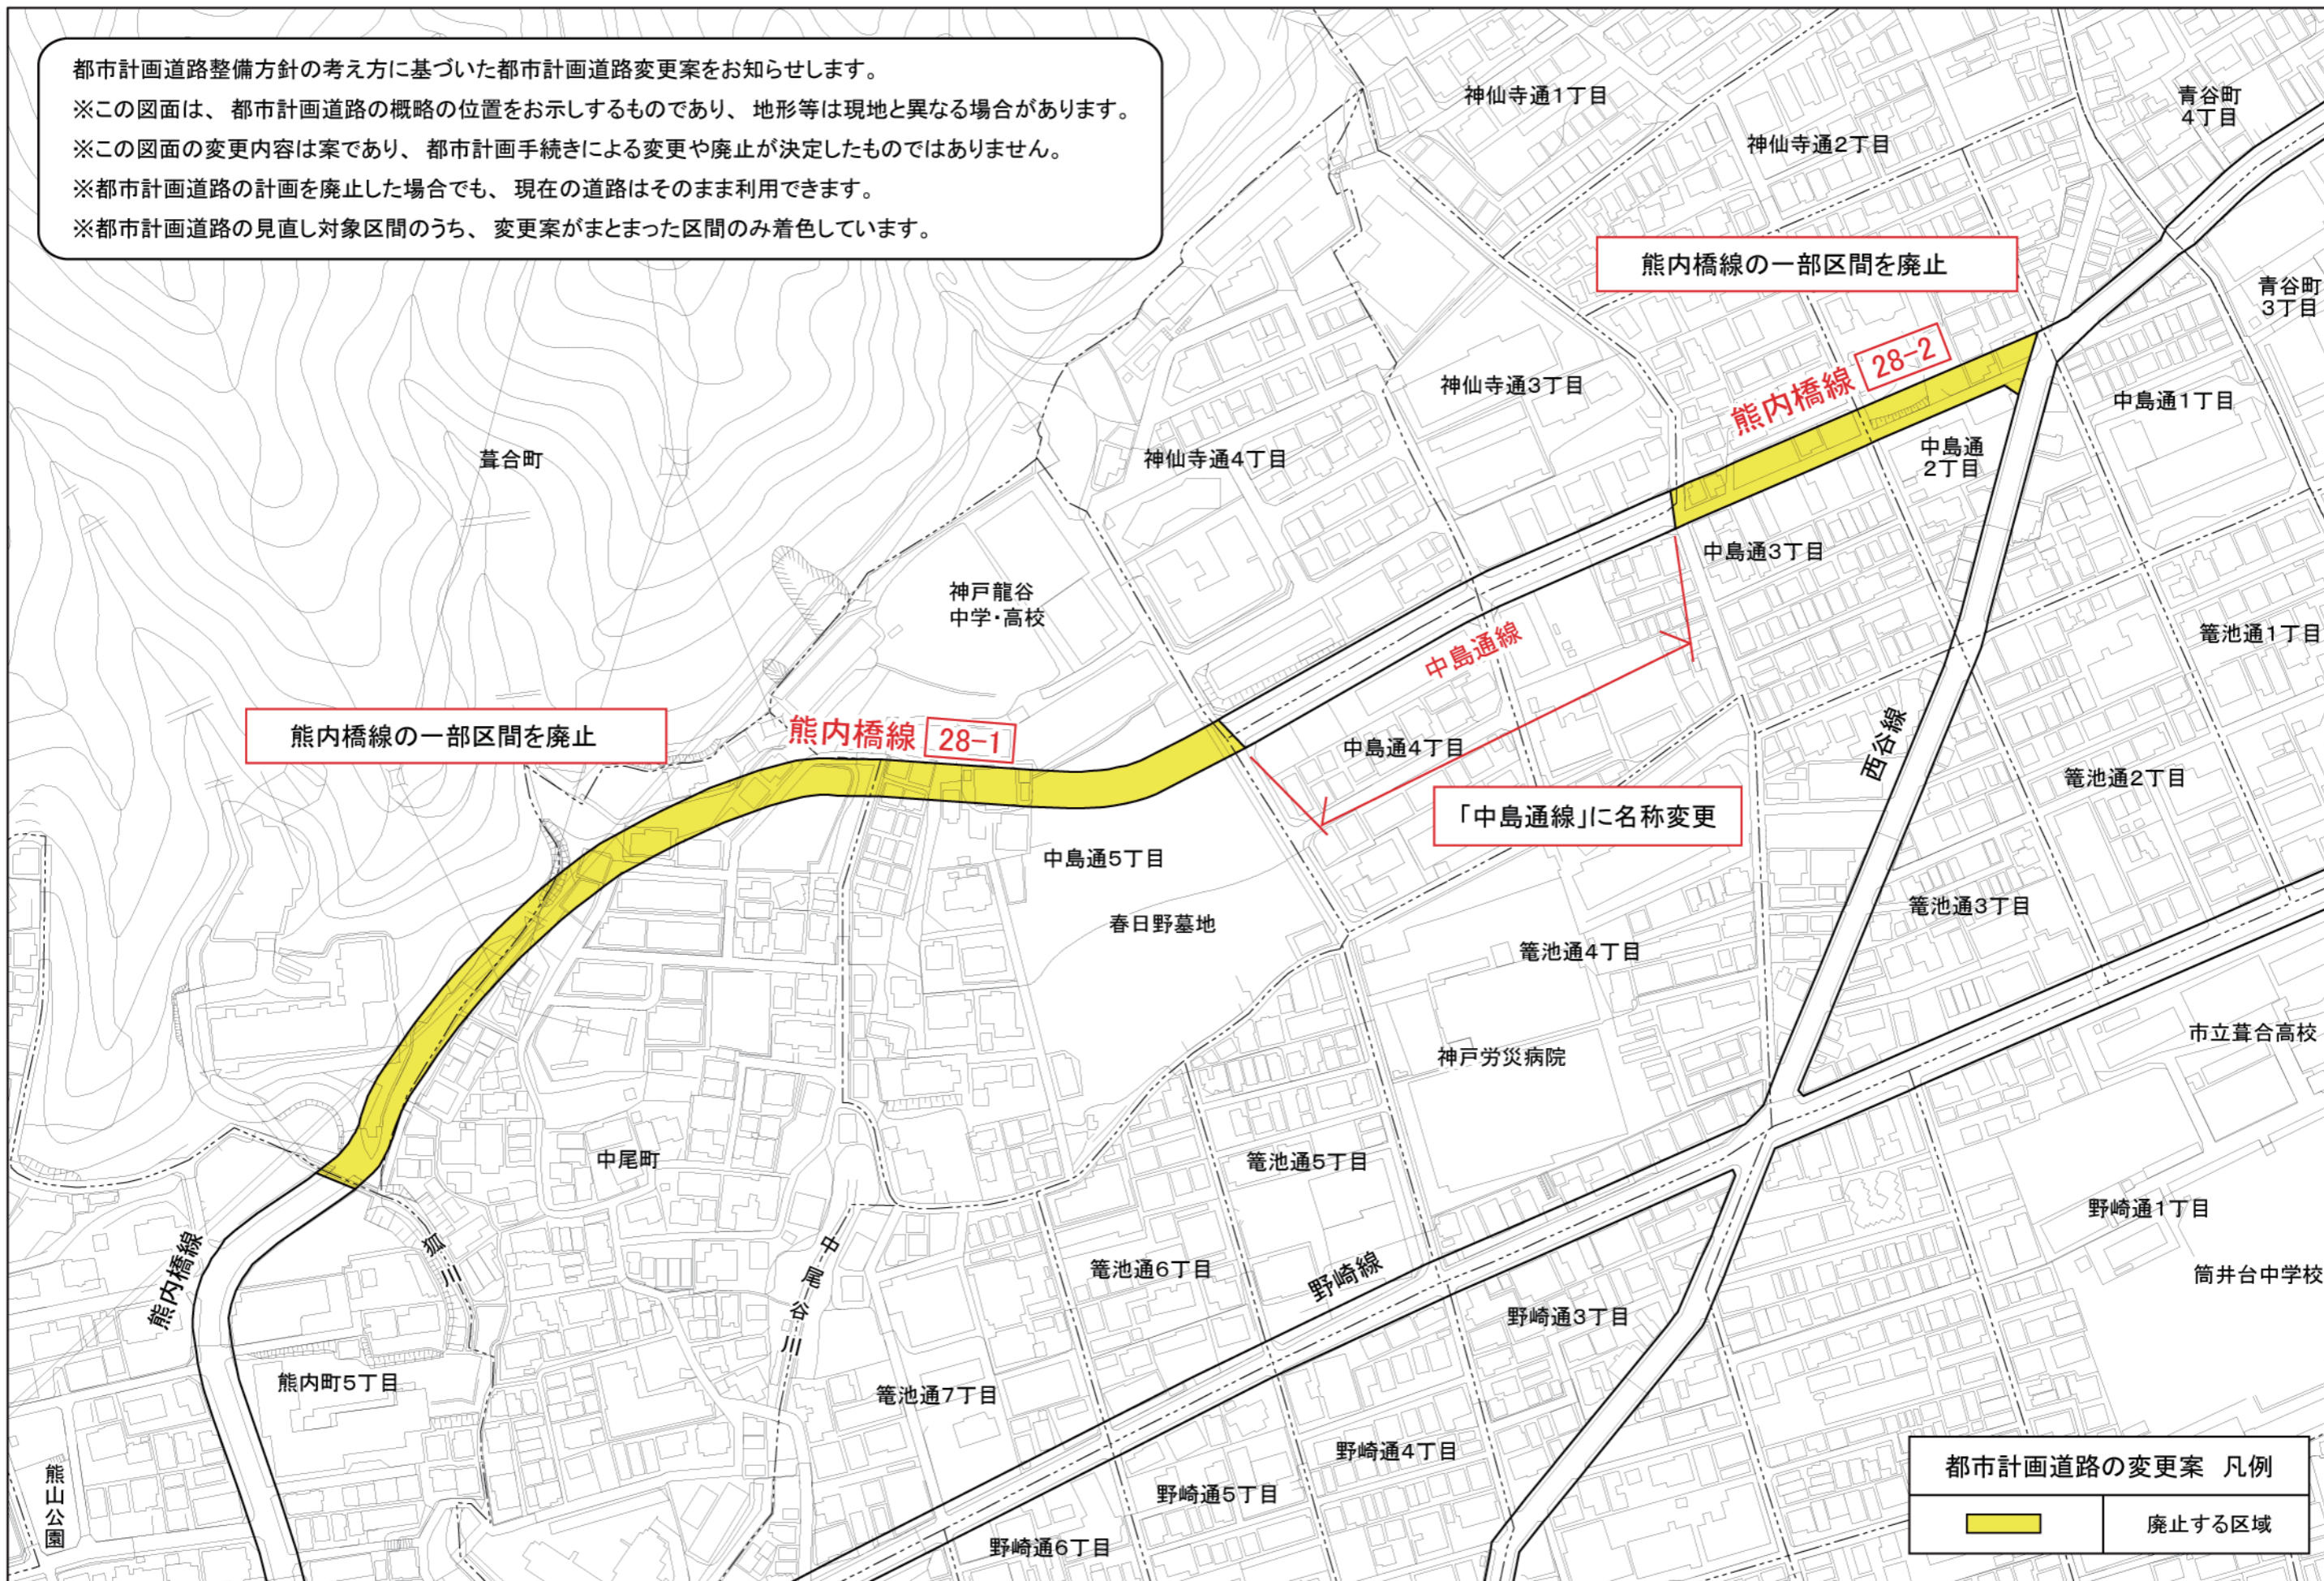 都市計画道路整備方針の考え方に基づいた都市計画道路変更案をお知らせします。
※この図面は、都市計画道路の概略の位置をお示しするものであり、地形等は現地と異なる場合があります。
※この図面の変更内容は案であり、都市計画手続きによる変更や廃止が決定したものではありません。
※都市計画道路の計画を廃止した場合でも、現在の道路はそのまま利用できます。
※都市計画道路の見直し対象区間のうち、変更案がまとまった区間のみ着色しています。
神仙寺通1丁目
青谷町
4丁目
神仙寺通2丁目
熊内橋線の一部区間を廃止
青谷町
3丁目
熊内橋線 28-2
神仙寺通3丁目
中島通1丁目
葺合町
神仙寺通4丁目
中島通
2丁目
中島通3丁目
神戸龍谷
中学・高校
中島通線
篭池通1丁目
熊内橋線の一部区間を廃止
熊内橋線 28-1
中島通4丁目
西谷線
篭池通2丁目
「中島通線」に名称変更
中島通5丁目
春日野墓地
篭池通3丁目
篭池通4丁目
市立葺合高校
神戸労災病院
中尾町
篭池通5丁目
野崎通1丁目
熊内橋線
狐川
中尾谷川
篭池通6丁目
野崎線
筒井台中学校
野崎通3丁目
熊内町5丁目
篭池通7丁目
野崎通4丁目
熊山公園
野崎通5丁目
野崎通6丁目
都市計画道路の変更案 凡例
廃止する区域